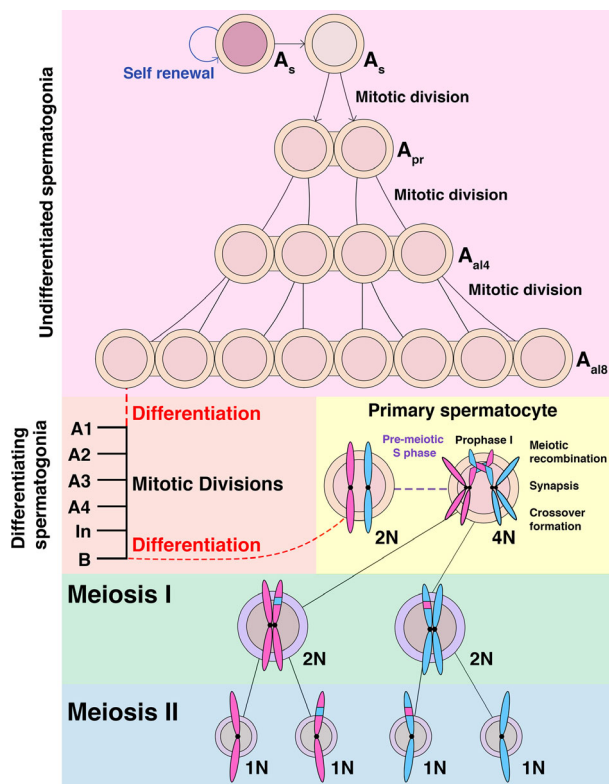 Undifferentiated spermatogonia
Self renewal
As
As
Mitotic division
Apr
Mitotic division
Aal4
Mitotic division
Aal8
Differentiating
spermatogonia
Differentiation
A1
A2
A3
A4
In
B
Mitotic Divisions
Differentiation
Primary spermatocyte
Pre-meiotic
S phase
Prophase I
Meiotic
recombination
Synapsis
Crossover
formation
2N
4N
Meiosis I
2N
2N
Meiosis II
1N
1N
1N
1N